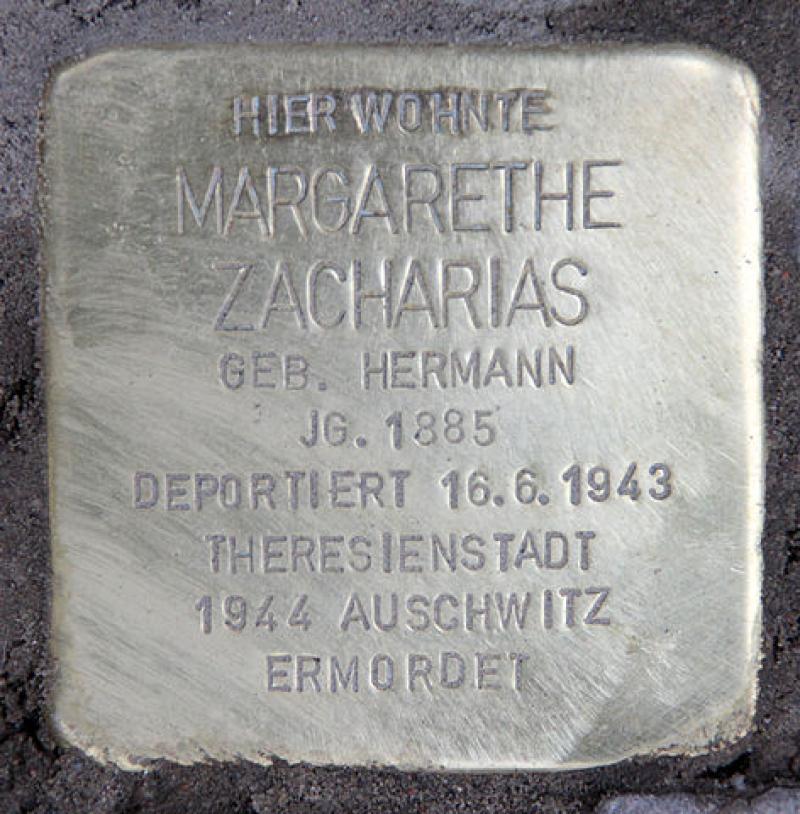 HIER WOHNTE
MARGARETHE
ZACHARIAS
GEB. HERMANN
JG. 1885
DEPORTIERT 16.6.1943
THERESIENSTADT
1944 AUSCHWITZ
ERMORDET